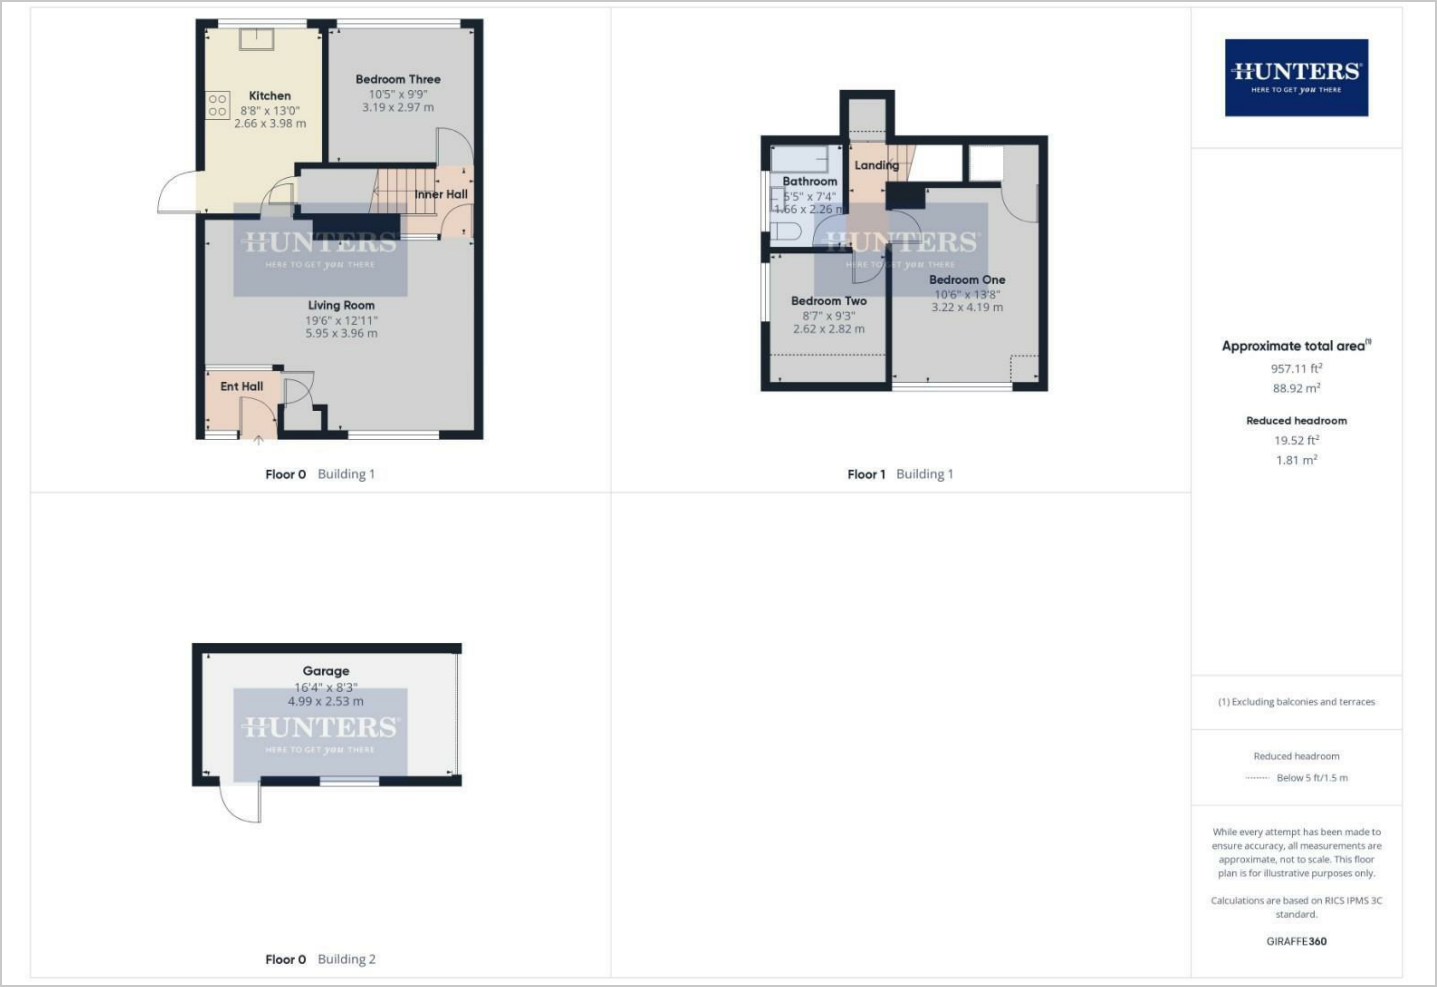 Kitchen
8'8" x 13'0"
2.66 x 3.98 m
Bedroom Three
10'5" x 9'9"
3.19 x 2.97 m
Inner Hall
HUNTERS
HERE TO GET you THERE
Living Room
19'6" x 12'11"
5.95 x 3.96 m
Ent Hall
Floor 0 Building 1
Landing
Bathroom
5'5" x 7'4"
1.66 x 2.26 m
HUNTERS
HERE TO GET you THERE
Bedroom One
10'6" x 13'8"
3.22 x 4.19 m
Bedroom Two
8'7" x 9'3"
2.62 x 2.82 m
Floor 1 Building 1
Garage
16'4" x 8'3"
4.99 x 2.53 m
HUNTERS
HERE TO GET you THERE
Floor 0 Building 2
HUNTERS®
HERE TO GET you THERE
Approximate total area(1)
957.11 ft²
88.92 m²
Reduced headroom
19.52 ft²
1.81 m²
(1) Excluding balconies and terraces
Reduced headroom
Below 5 ft/1.5 m
While every attempt has been made to
ensure accuracy, all measurements are
approximate, not to scale. This floor
plan is for illustrative purposes only.
Calculations are based on RICS IPMS 3C
standard.
GIRAFFE360